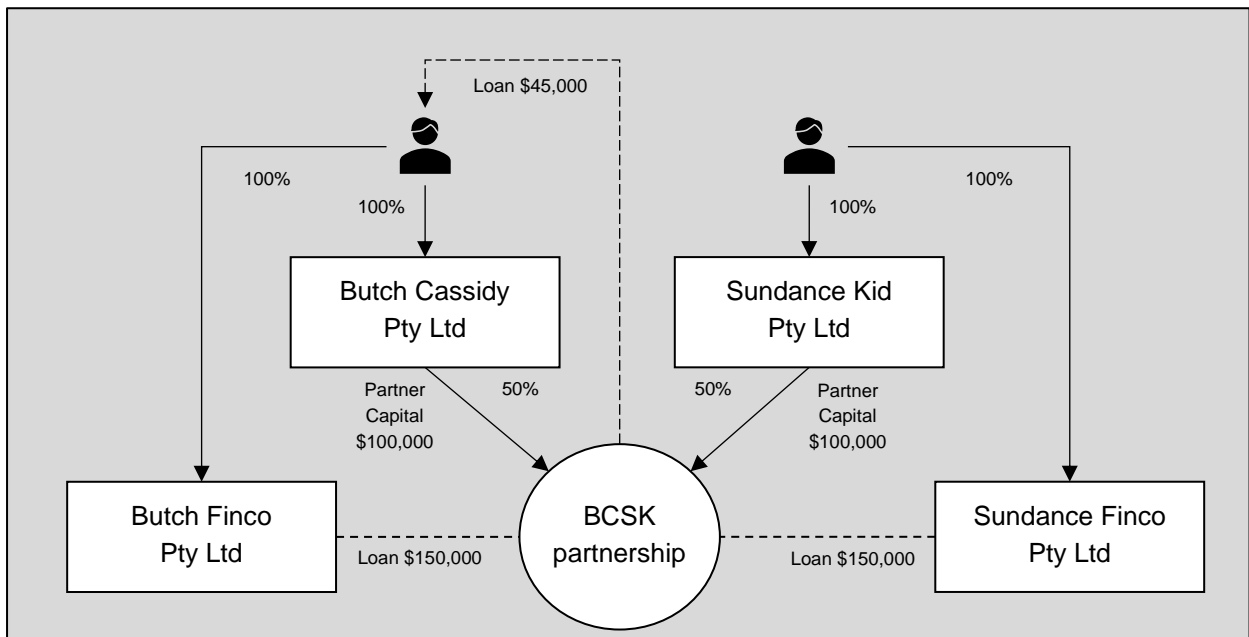 Loan $45,000
100%
100%
100%
100%
Butch Cassidy
Pty Ltd
Sundance Kid
Pty Ltd
Partner
Capital
$100,000
50%
50%
Partner
Capital
$100,000
Butch Finco
Pty Ltd
Loan $150,000
BCSK
partnership
Loan $150,000
Sundance Finco
Pty Ltd